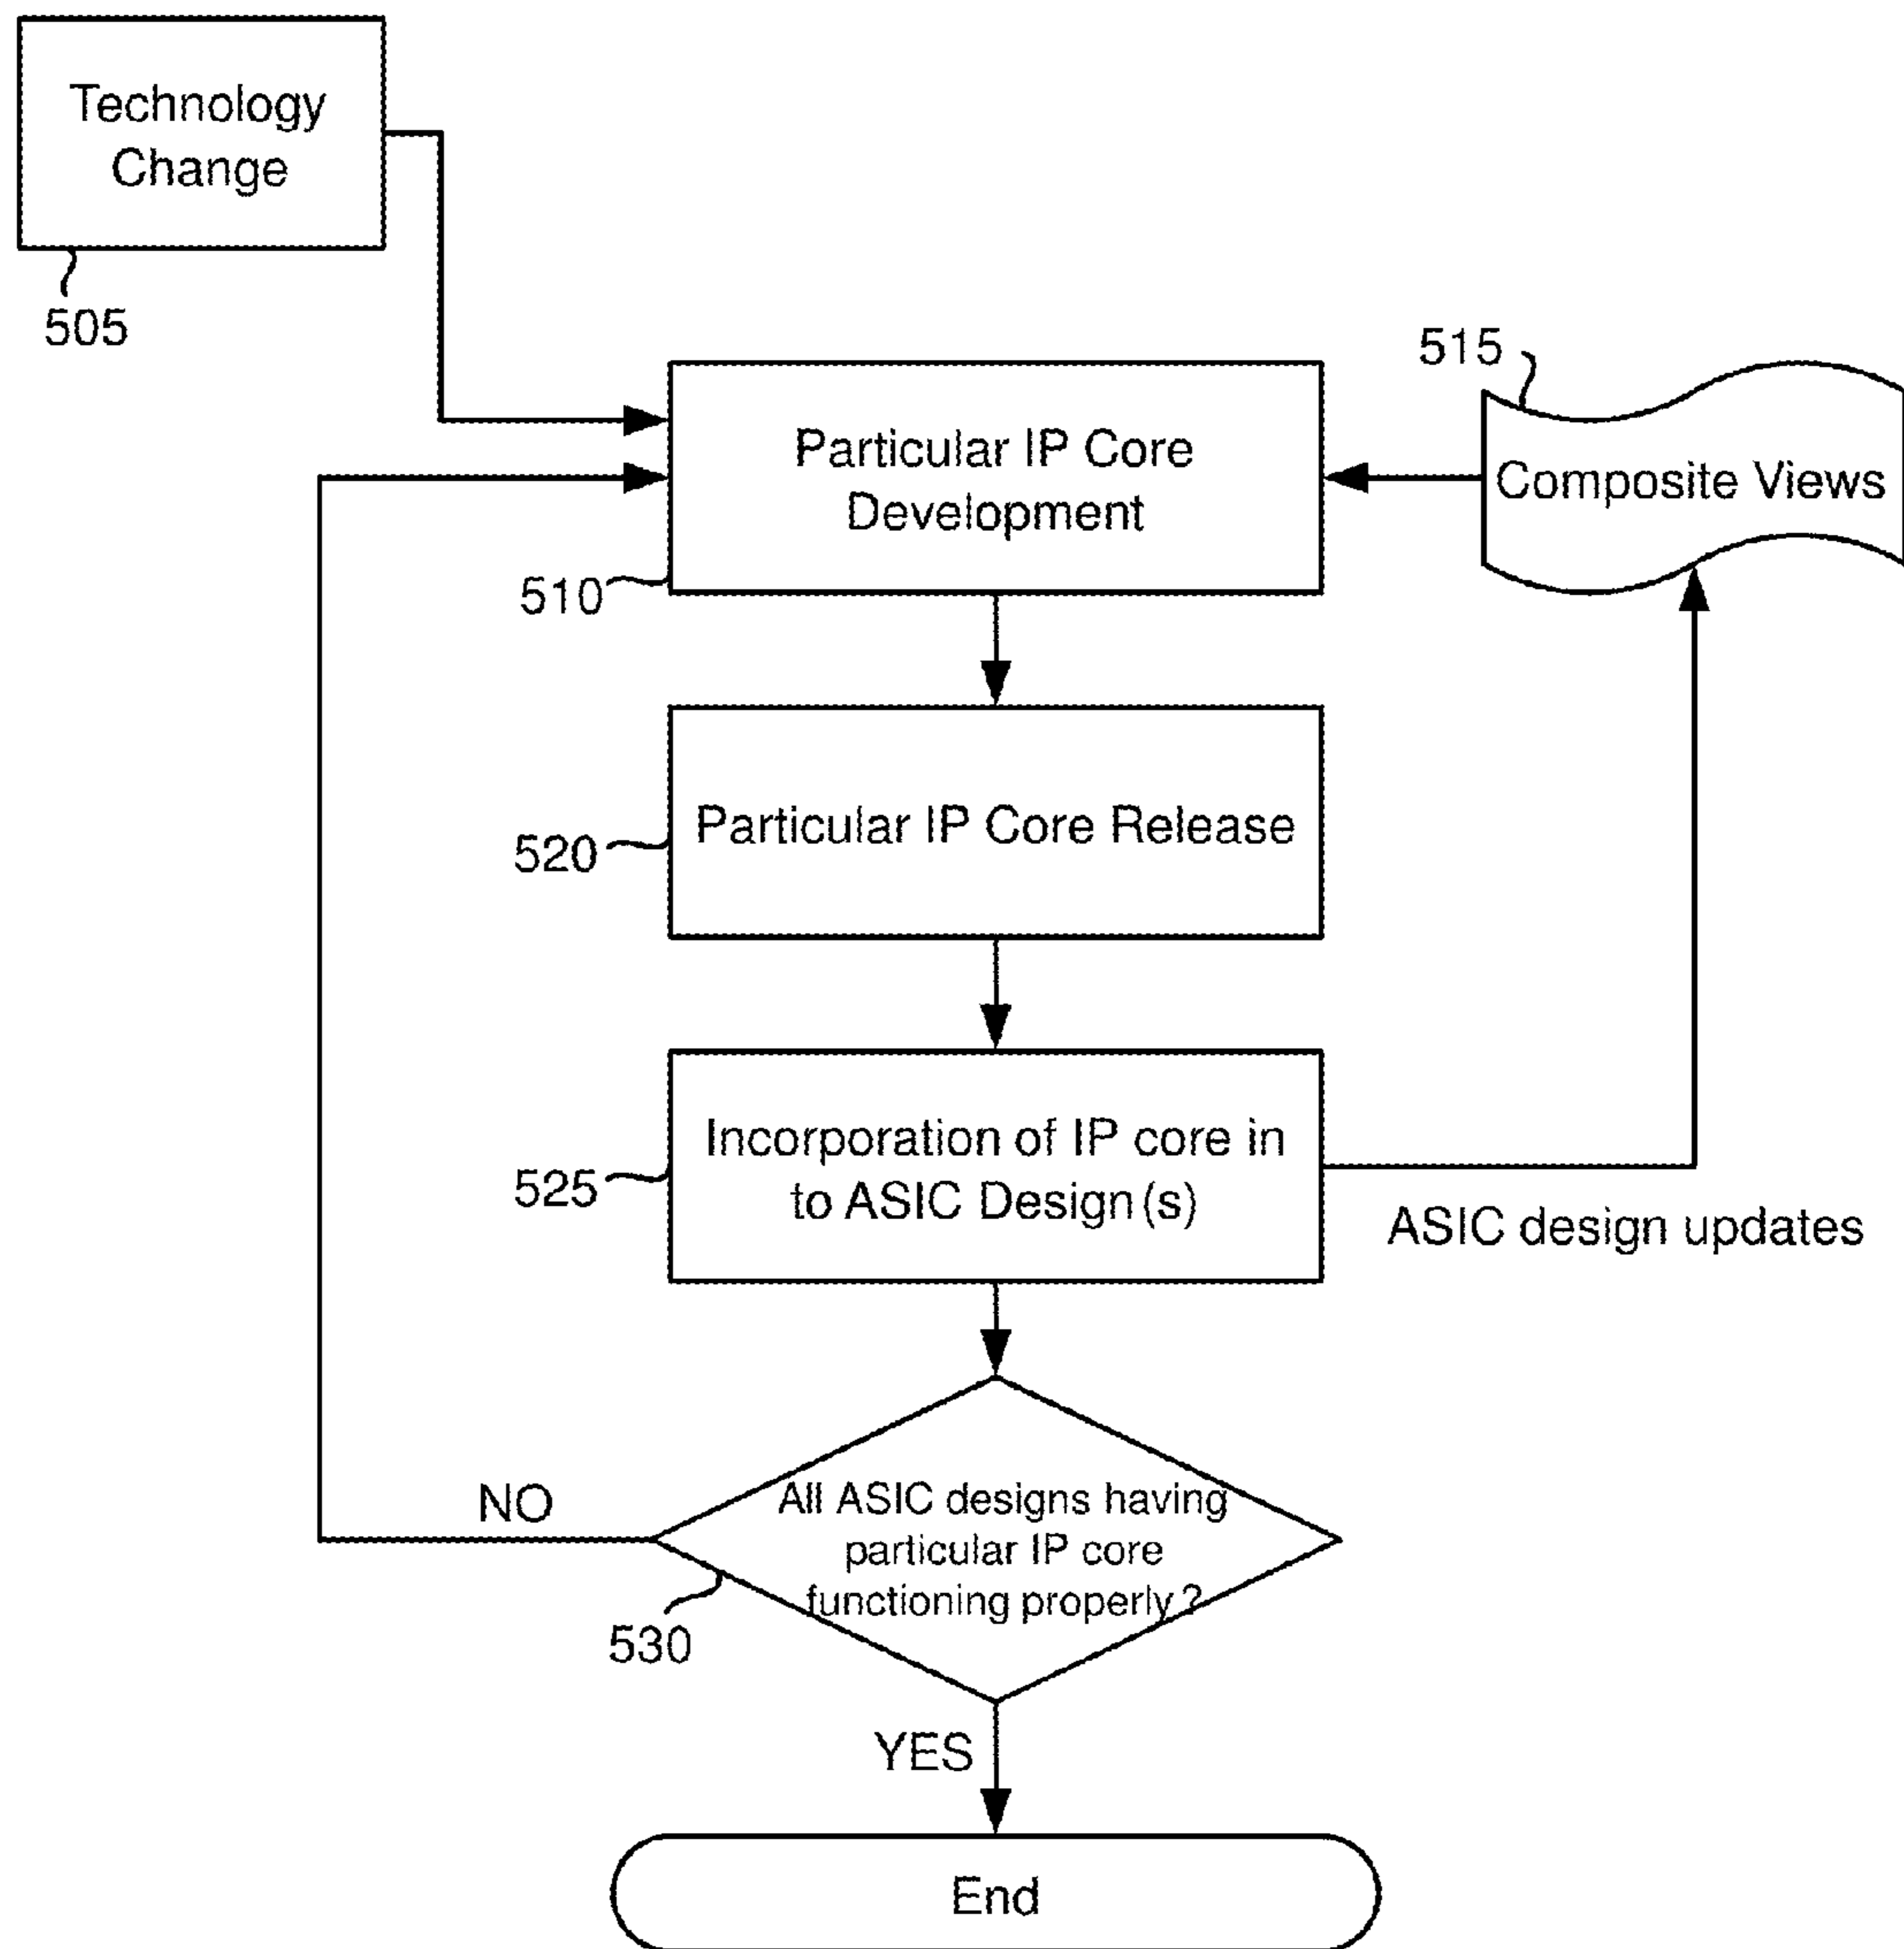 Technology
Change
505
515
Particular IP Core
Development
Composite Views
510
Particular IP Core Release
520
Incorporation of IP core in
to ASIC Design(s)
525
ASIC design updates
NO
All ASIC designs having
particular IP core
functioning properly?
530
YES
End